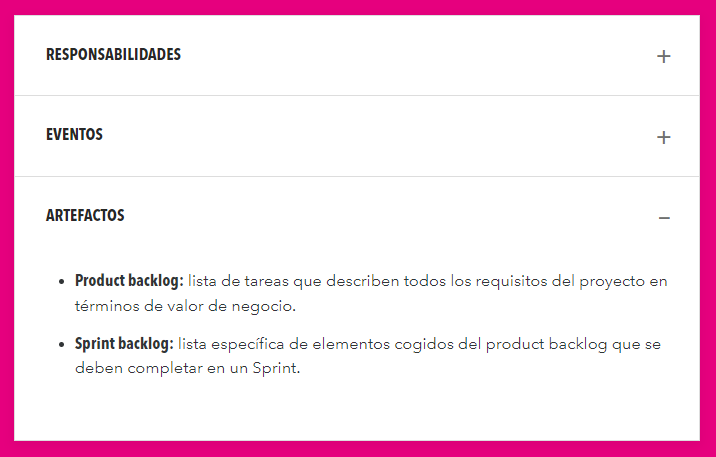 RESPONSABILIDADES
EVENTOS
ARTEFACTOS
Product backlog: lista de tareas que describen todos los requisitos del proyecto en
términos de valor de negocio.
Sprint backlog: lista específica de elementos cogidos del product backlog que se
deben completar en un Sprint.